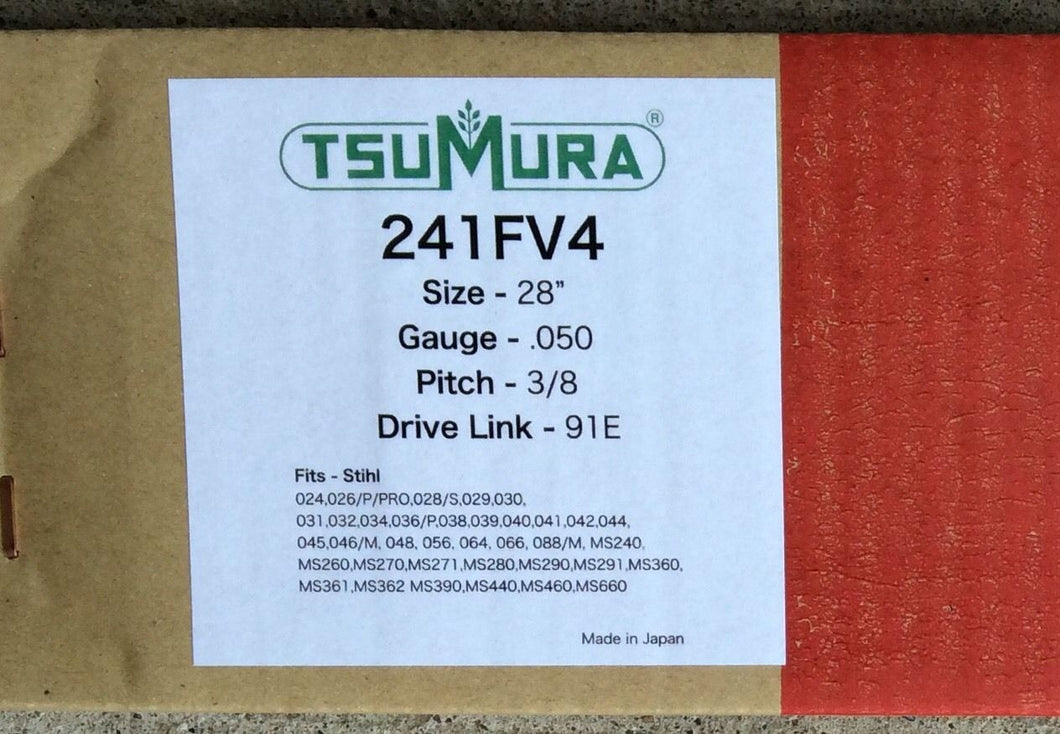 TSUMURA®
241FV4
Size - 28”
Gauge - .050
Pitch - 3/8
Drive Link - 91E
Fits - Stihl
024,026/P/PRO,028/S,029,030,
031,032,034,036/P,038,039,040,041,042,044,
045,046/M, 048, 056, 064, 066, 088/M, MS240,
MS260,MS270,MS271,MS280,MS290,MS291,MS360,
MS361,MS362 MS390,MS440,MS460,MS660
Made in Japan